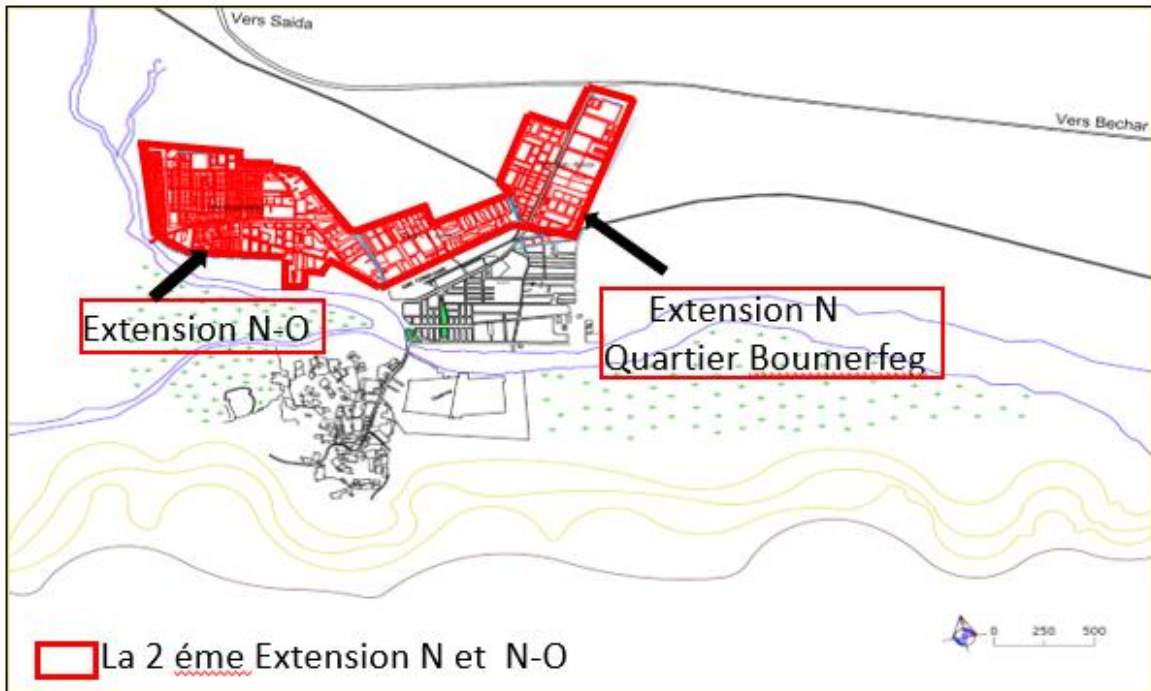 Vers Saida
Vers Bechar
Extension N-O
Extension N
Quartier Boumerfeg
0 250 500
La 2 éme Extension N et N-O